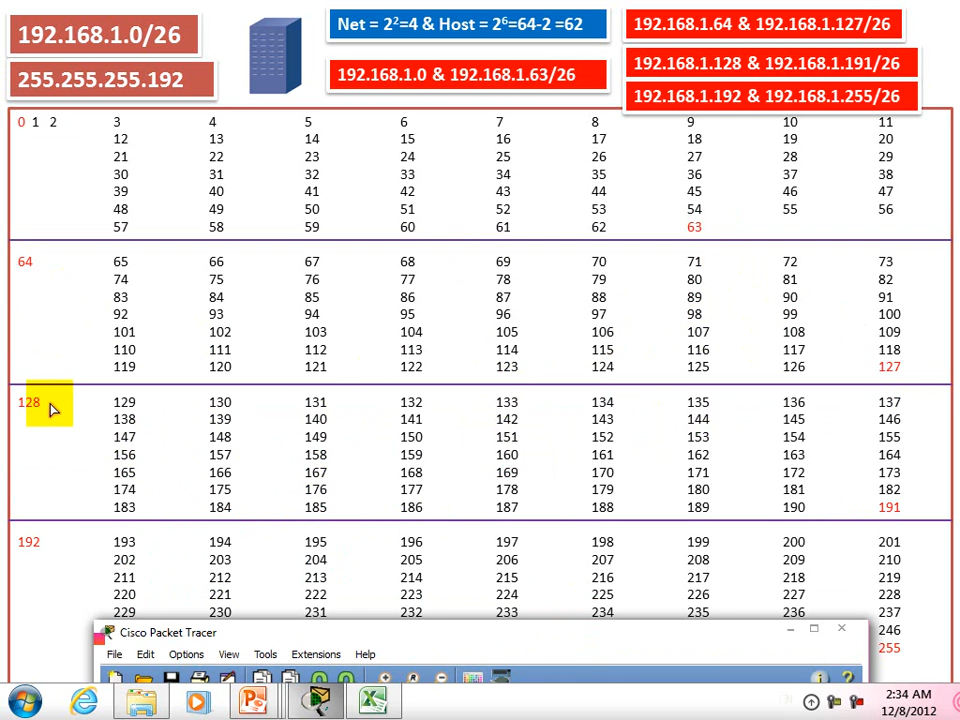 192.168.1.0/26
255.255.255.192
Net = 2²=4 & Host = 2⁶=64-2 =62
192.168.1.0 & 192.168.1.63/26
192.168.1.64 & 192.168.1.127/26
192.168.1.128 & 192.168.1.191/26
192.168.1.192 & 192.168.1.255/26
0 1 2 3 4 5 6 7 8 9 10 11
12 13 14 15 16 17 18 19 20
21 22 23 24 25 26 27 28 29
30 31 32 33 34 35 36 37 38
39 40 41 42 43 44 45 46 47
48 49 50 51 52 53 54 55 56
57 58 59 60 61 62 63
64 65 66 67 68 69 70 71 72 73
74 75 76 77 78 79 80 81 82
83 84 85 86 87 88 89 90 91
92 93 94 95 96 97 98 99 100
101 102 103 104 105 106 107 108 109
110 111 112 113 114 115 116 117 118
119 120 121 122 123 124 125 126 127
128 129 130 131 132 133 134 135 136 137
138 139 140 141 142 143 144 145 146
147 148 149 150 151 152 153 154 155
156 157 158 159 160 161 162 163 164
165 166 167 168 169 170 171 172 173
174 175 176 177 178 179 180 181 182
183 184 185 186 187 188 189 190 191
192 193 194 195 196 197 198 199 200 201
202 203 204 205 206 207 208 209 210
211 212 213 214 215 216 217 218 219
220 221 222 223 224 225 226 227 228
229 230 231 232 233 234 235 236 237
246
255
Cisco Packet Tracer
File Edit Options View Tools Extensions Help
2:34 AM
12/8/2012